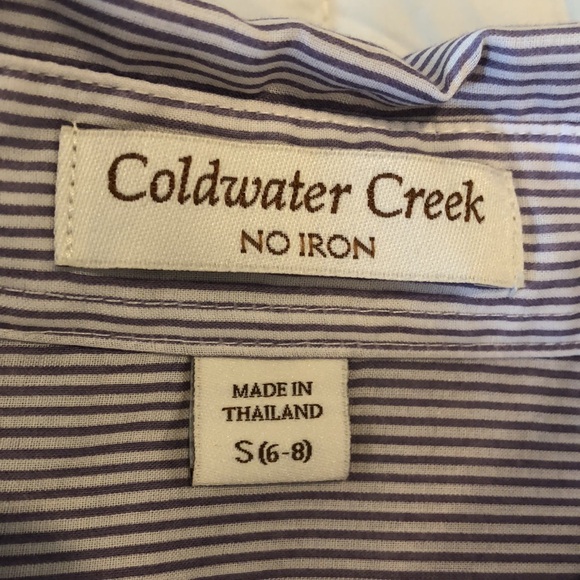 Coldwater Creek
NO IRON
MADE IN
THAILAND
S (6-8)